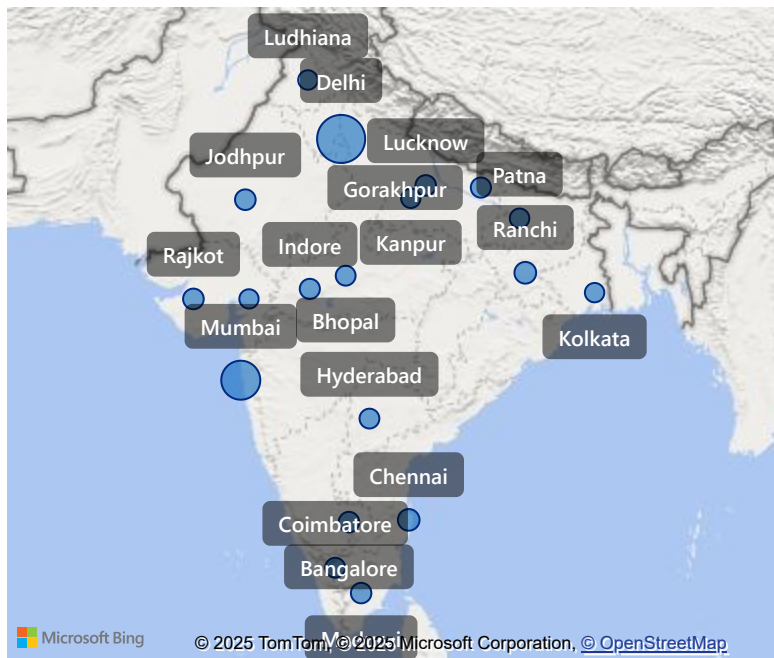 Ludhiana
Delhi
Lucknow
Jodhpur
Patna
Gorakhpur
Ranchi
Kanpur
Indore
Rajkot
Mumbai
Bhopal
Kolkata
Hyderabad
Chennai
Coimbatore
Bangalore
Madurai
Microsoft Bing
© 2025 TomTom, © 2025 Microsoft Corporation, © OpenStreetMap